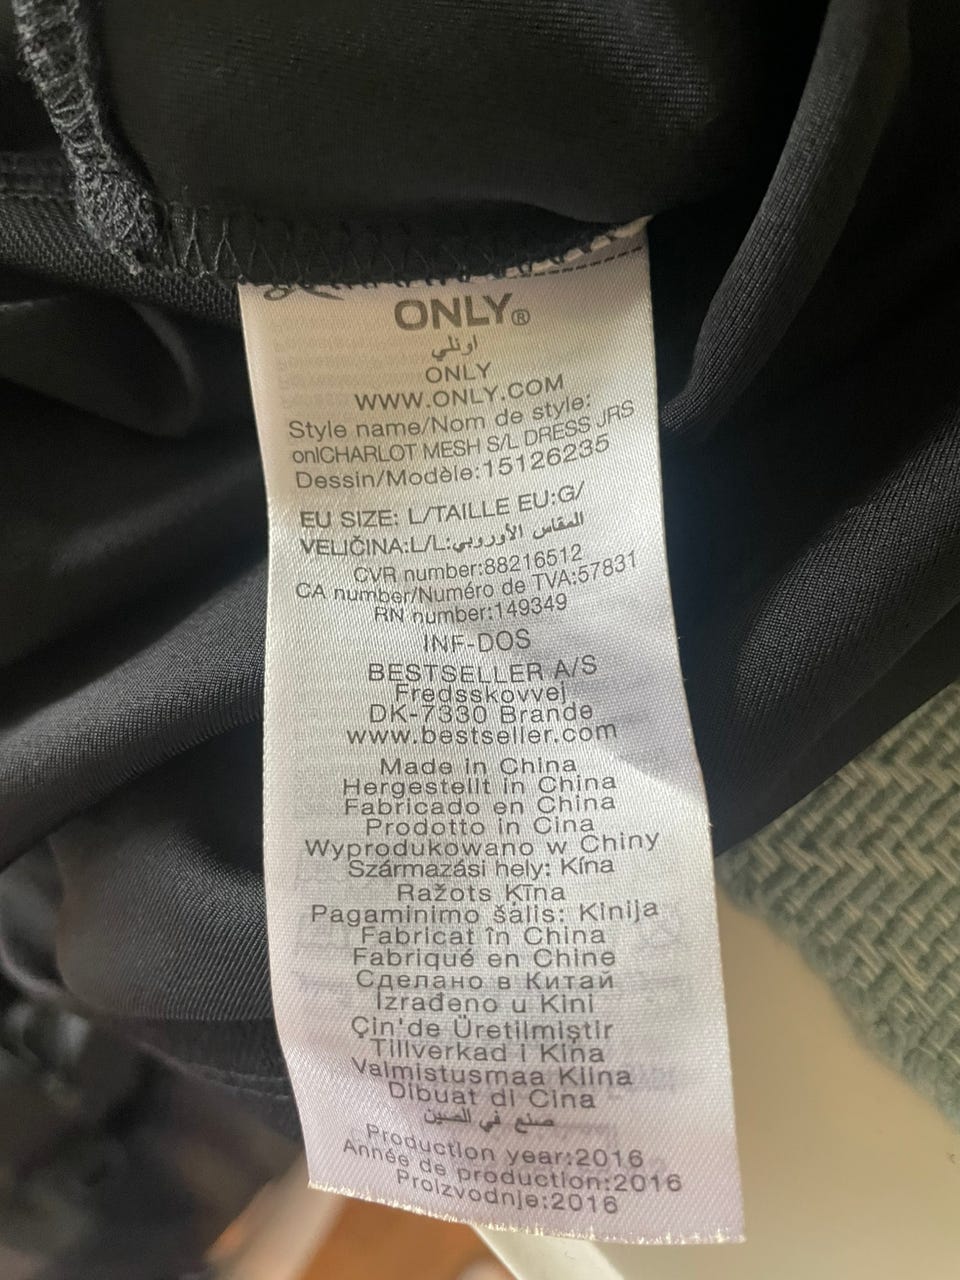 ONLY®
اونلي
ONLY
WWW.ONLY.COM
Style name/Nom de style:
onlCHARLOT MESH S/L DRESS JRS
Dessin/Modèle:15126235
EU SIZE: L/TAILLE EU:G/
VELIČINA:L/L:المقاس الأوروبي
CVR number:88216512
CA number/Numéro de TVA:57831
RN number:149349
INF-DOS
BESTSELLER A/S
Fredsskovvej
DK-7330 Brande
www.bestseller.com
Made in China
Hergestellt in China
Fabricado en China
Prodotto in Cina
Wyprodukowano w Chiny
Származási hely: Kína
Ražots Ķīna
Pagaminimo šalis: Kinija
Fabricat în China
Fabriqué en Chine
Сделано в Китай
Izrađeno u Kini
Çin'de Üretilmiştir
Tillverkad i Kina
Valmistusmaa Kiina
Dibuat di Cina
صنع في الصين
Production year:2016
Année de production:2016
Proizvodnje:2016